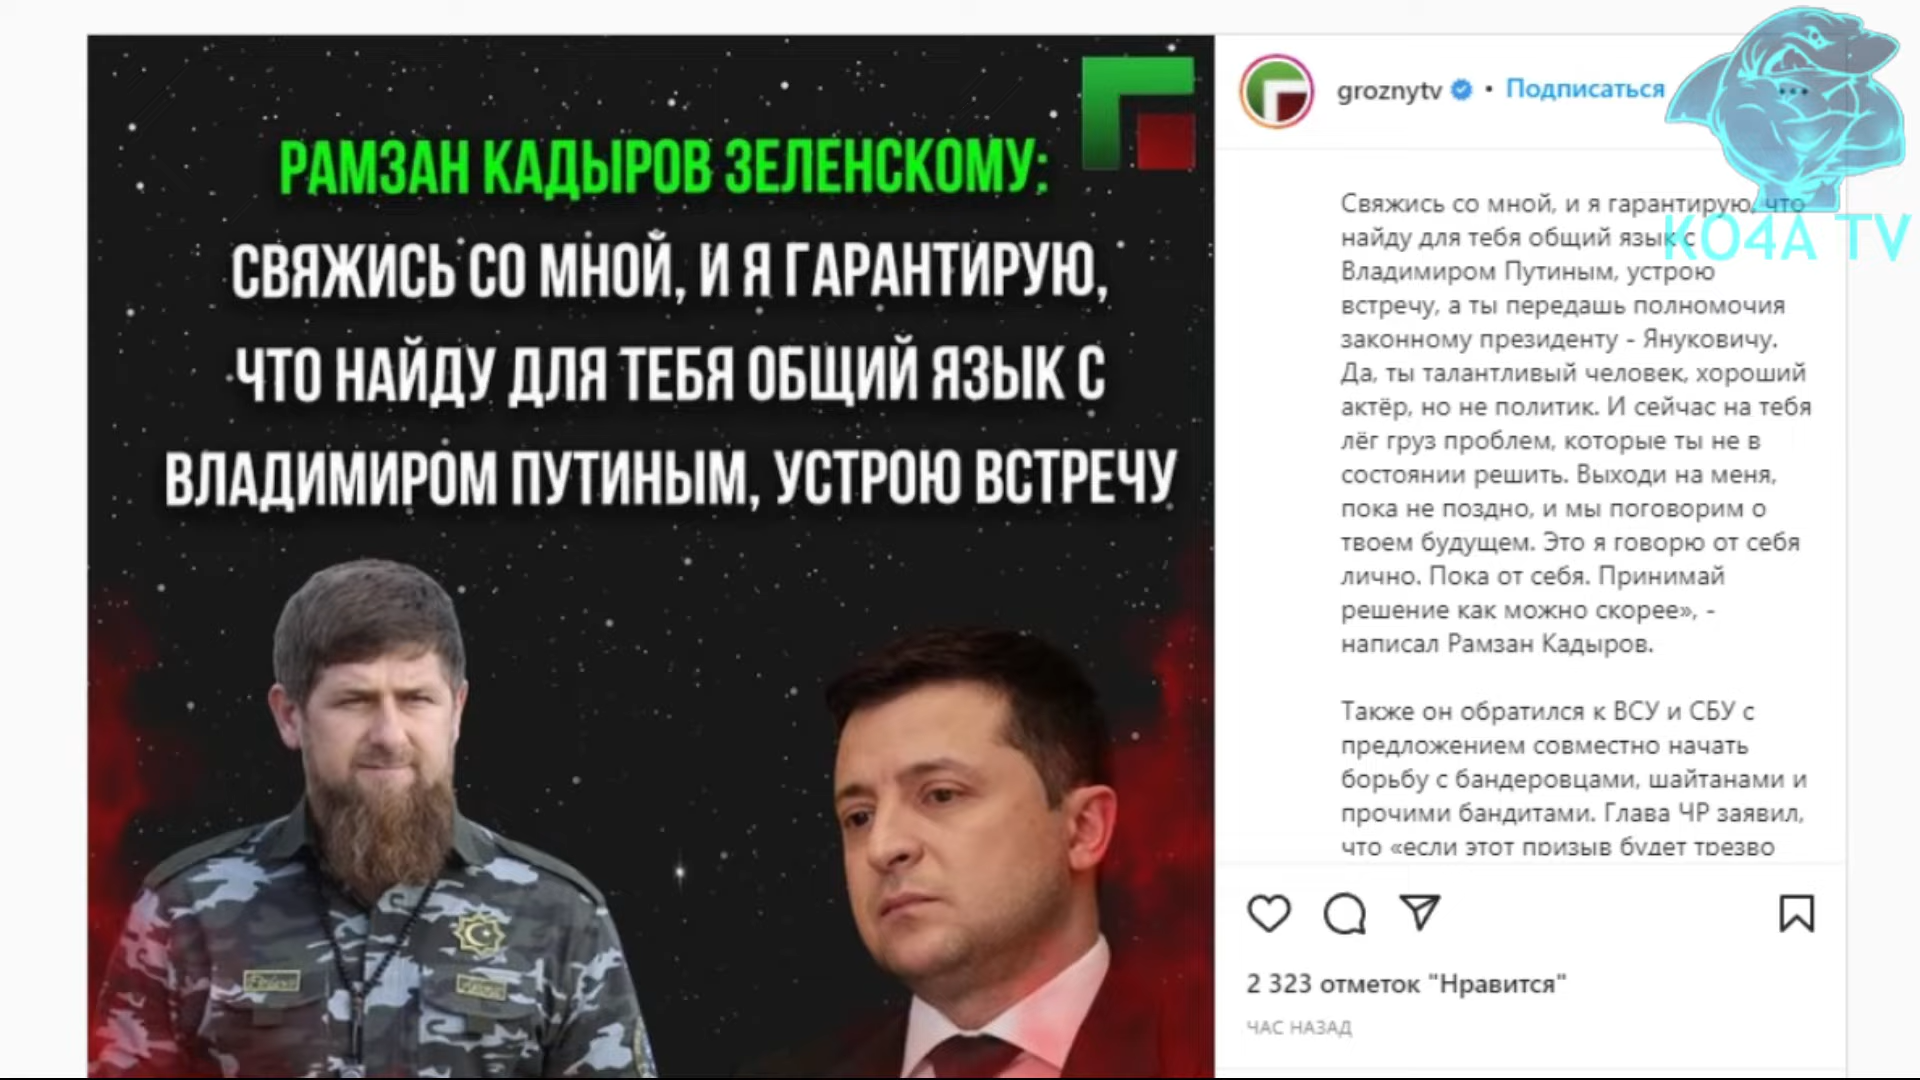 РАМЗАН КАДЫРОВ ЗЕЛЕНСКОМУ:
СВЯЖИСЬ СО МНОЙ, И Я ГАРАНТИРУЮ,
ЧТО НАЙДУ ДЛЯ ТЕБЯ ОБЩИЙ ЯЗЫК С
ВЛАДИМИРОМ ПУТИНЫМ, УСТРОЮ ВСТРЕЧУ
groznytv • Подписаться
KO4A TV
Свяжись со мной, и я гарантирую, что
найду для тебя общий язык с
Владимиром Путиным, устрою
встречу, а ты передашь полномочия
законному президенту - Януковичу.
Да, ты талантливый человек, хороший
актёр, но не политик. И сейчас на тебя
лёг груз проблем, которые ты не в
состоянии решить. Выходи на меня,
пока не поздно, и мы поговорим о
твоем будущем. Это я говорю от себя
лично. Пока от себя. Принимай
решение как можно скорее», -
написал Рамзан Кадыров.
Также он обратился к ВСУ и СБУ с
предложением совместно начать
борьбу с бандеровцами, шайтанами и
прочими бандитами. Глава ЧР заявил,
что «если этот призыв будет трезво
2 323 отметок "Нравится"
ЧАС НАЗАД